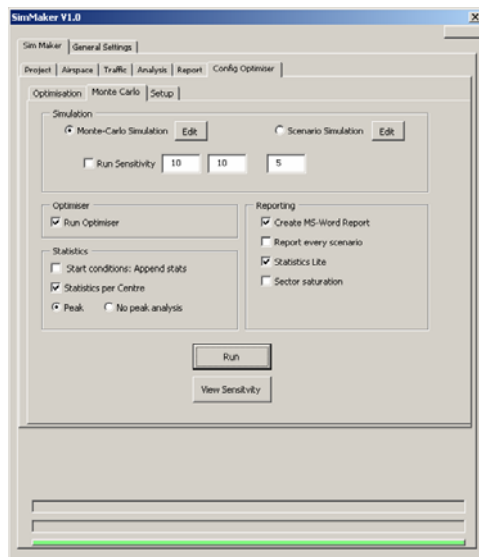 SimMaker V1.0
Sim Maker General Settings
Project Airspace Traffic Analysis Report Config Optimiser
Optimisation Monte Carlo Setup
Simulation
Monte-Carlo Simulation Edit Scenario Simulation Edit
Run Sensitivity 10 10 5
Optimiser
Run Optimiser
Statistics
Start conditions: Append stats
Statistics per Centre
Peak No peak analysis
Reporting
Create MS-Word Report
Report every scenario
Statistics Lite
Sector saturation
Run
View Sensitvity